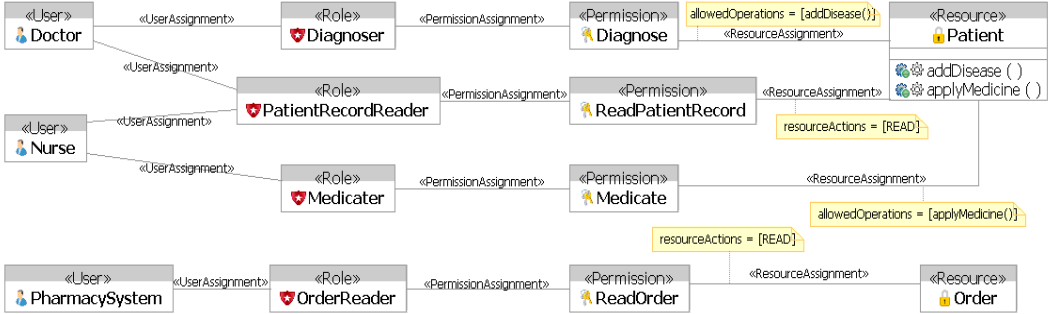 «User»
Doctor
«UserAssignment»
«Role»
Diagnoser
«PermissionAssignment»
«Permission»
Diagnose
allowedOperations = [addDisease()]
«ResourceAssignment»
«Resource»
Patient
addDisease ( )
applyMedicine ( )
«UserAssignment»
«Role»
PatientRecordReader
«PermissionAssignment»
«Permission»
ReadPatientRecord
«ResourceAssignment»
resourceActions = [READ]
«User»
Nurse
«UserAssignment»
«UserAssignment»
«Role»
Medicater
«PermissionAssignment»
«Permission»
Medicate
«ResourceAssignment»
allowedOperations = [applyMedicine()]
resourceActions = [READ]
«User»
PharmacySystem
«UserAssignment»
«Role»
OrderReader
«PermissionAssignment»
«Permission»
ReadOrder
«ResourceAssignment»
«Resource»
Order